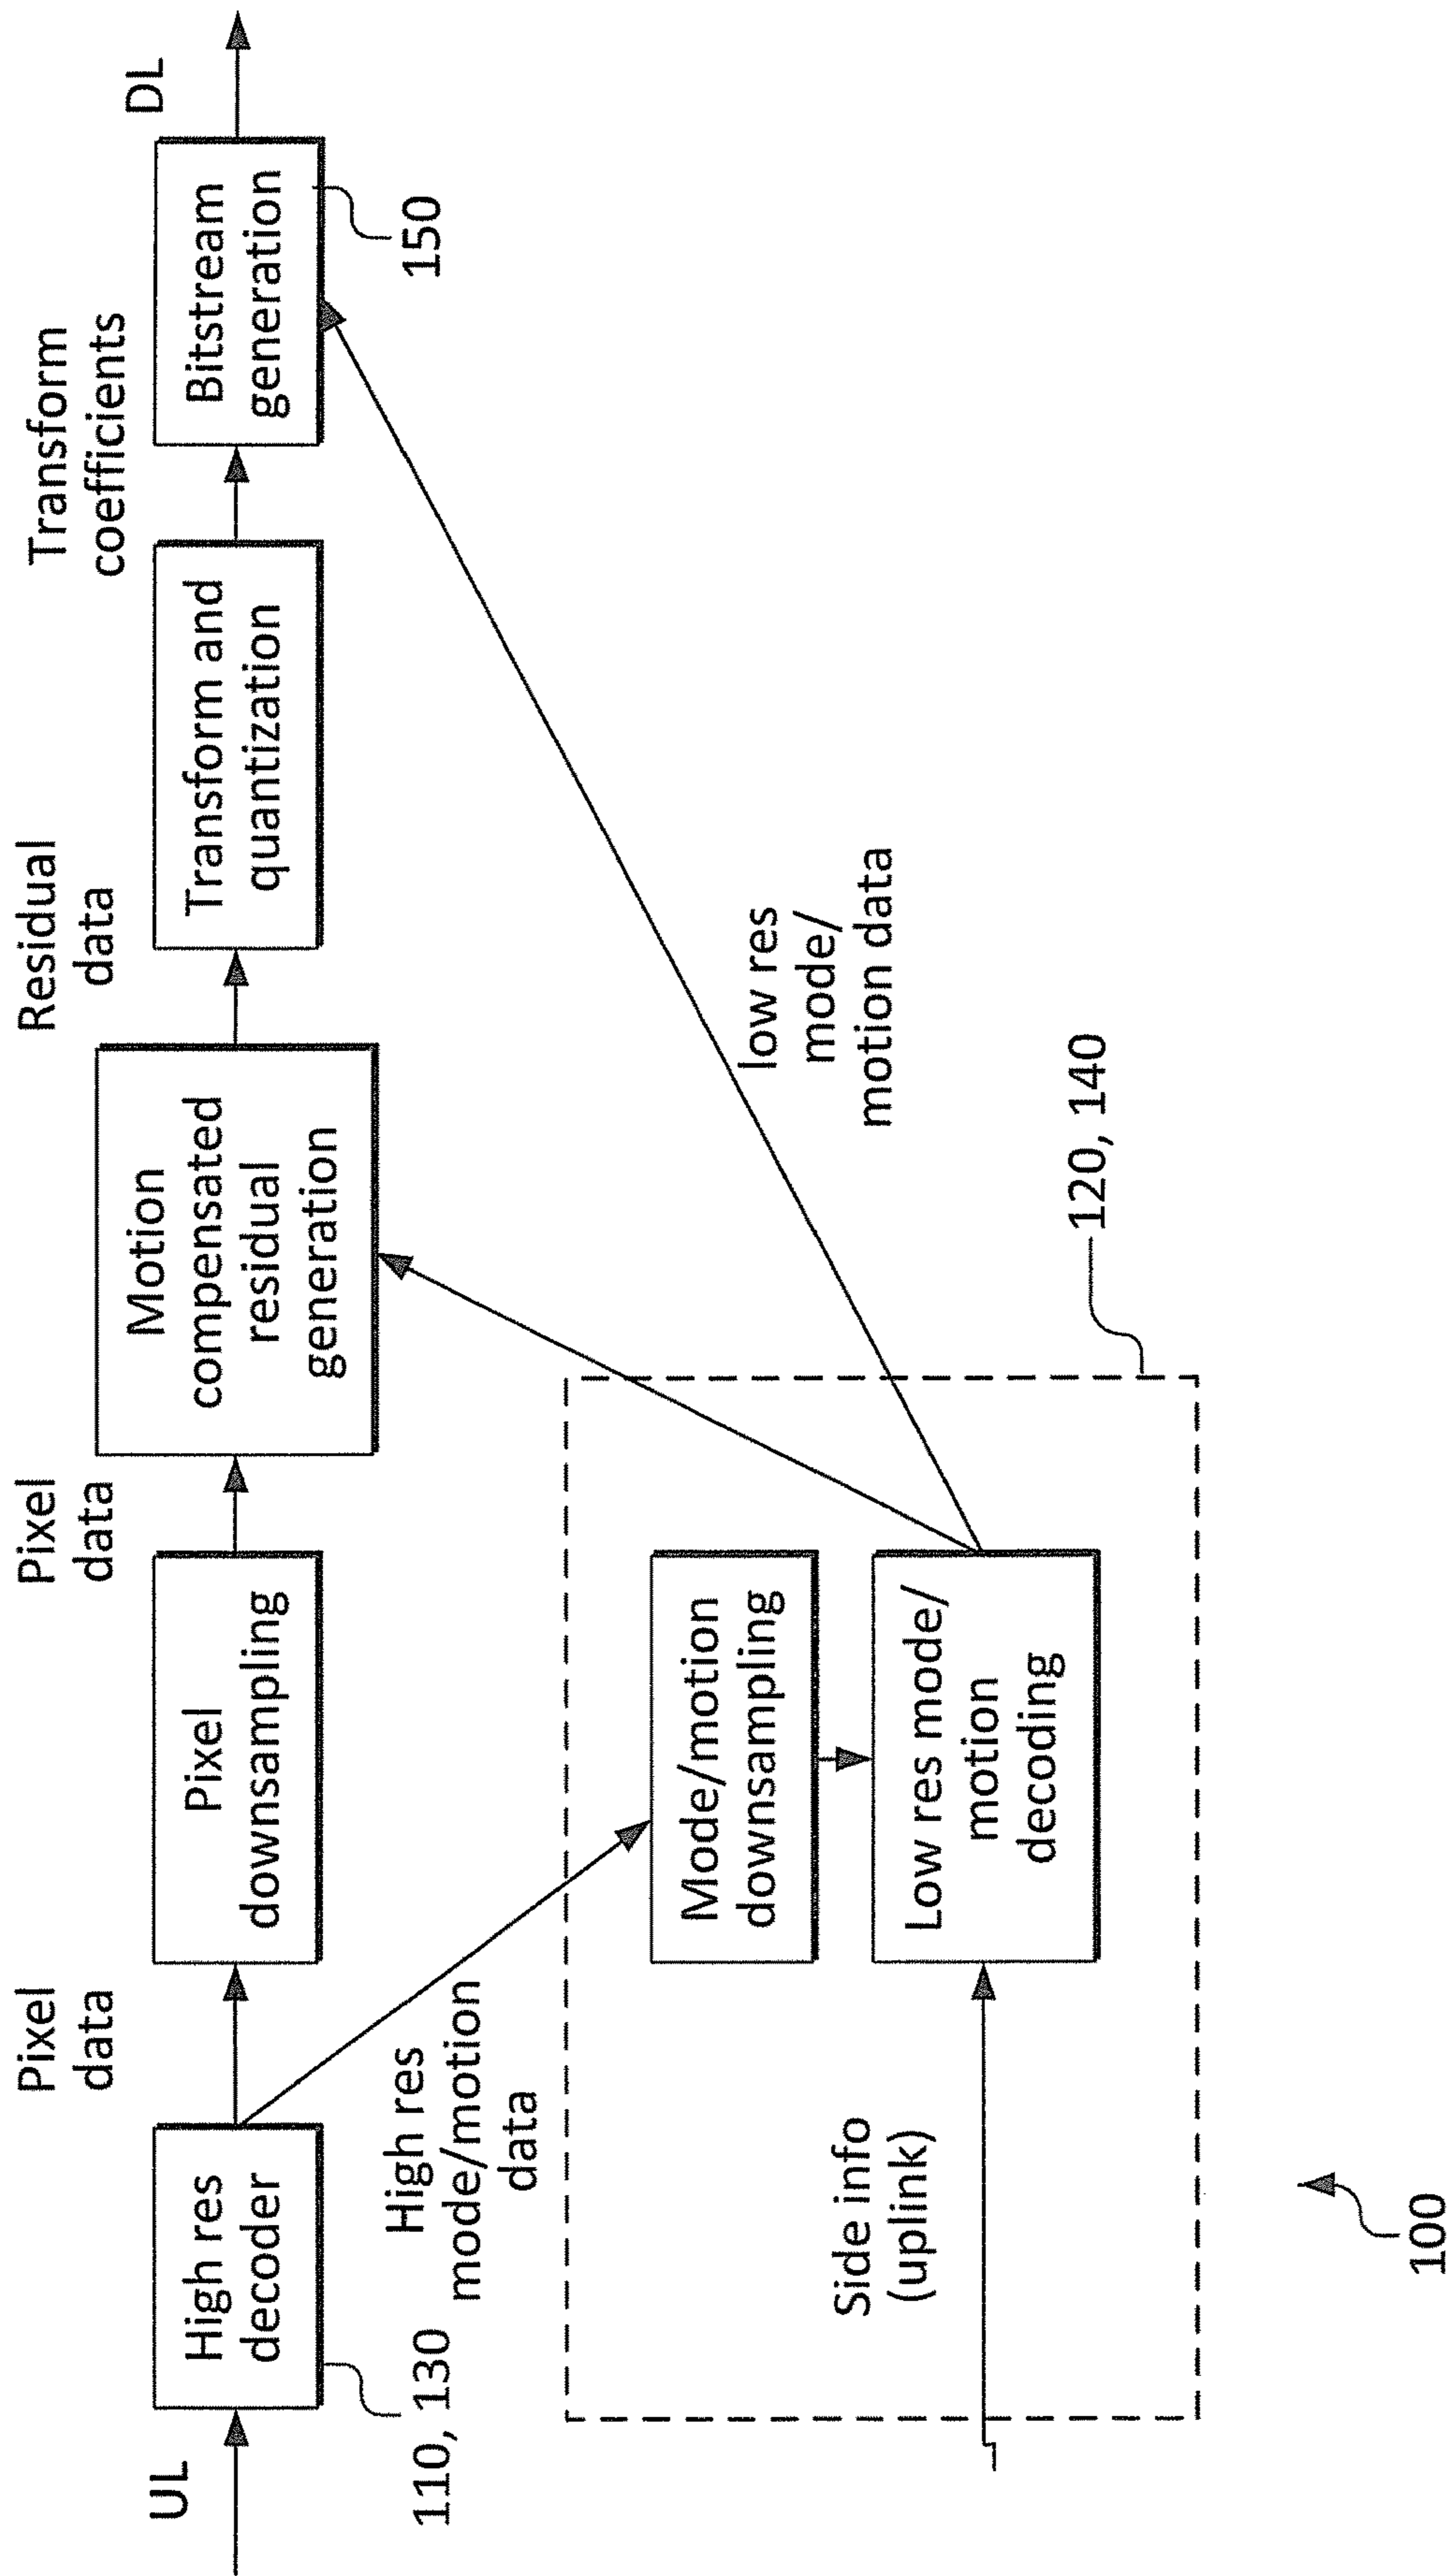 UL
High res
decoder
110, 130
Pixel
data
Pixel
downsampling
Pixel
data
Motion
compensated
residual
generation
Residual
data
Transform and
quantization
Transform
coefficients
Bitstream
generation
150
DL
High res
mode/motion
data
Mode/motion
downsampling
Low res mode/
motion
decoding
Side info
(uplink)
low res
mode/
motion data
120, 140
100